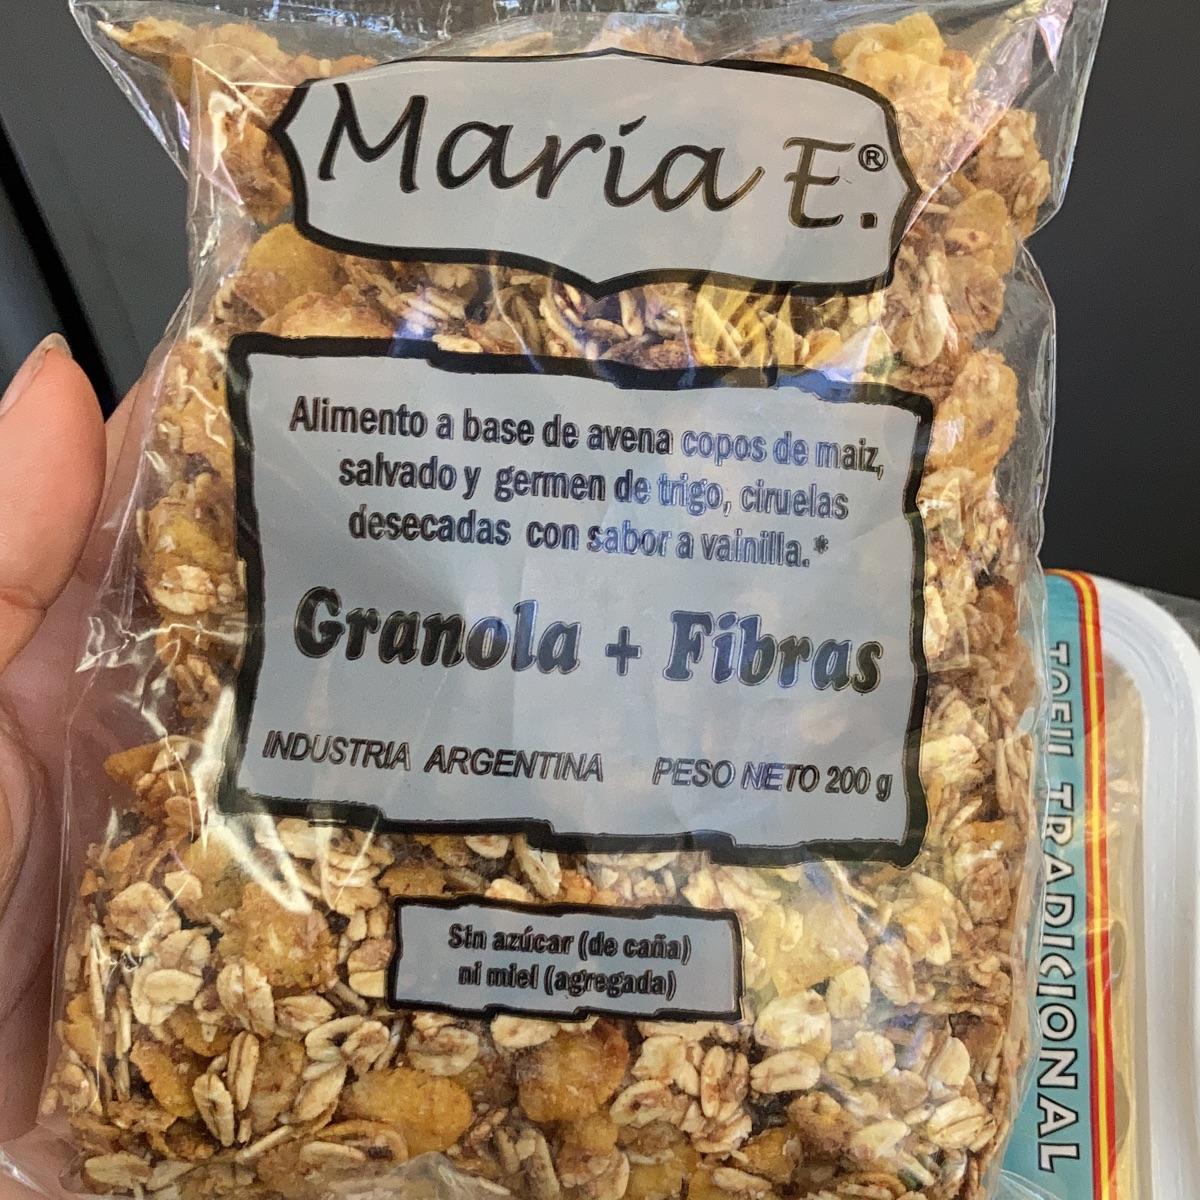 María E.®
Alimento a base de avena copos de maiz,
salvado y germen de trigo, ciruelas
desecadas con sabor a vainilla.*
Granola + Fibras
INDUSTRIA ARGENTINA PESO NETO 200 g
Sin azúcar (de caña)
ni miel (agregada)
TOFU TRADICIONAL